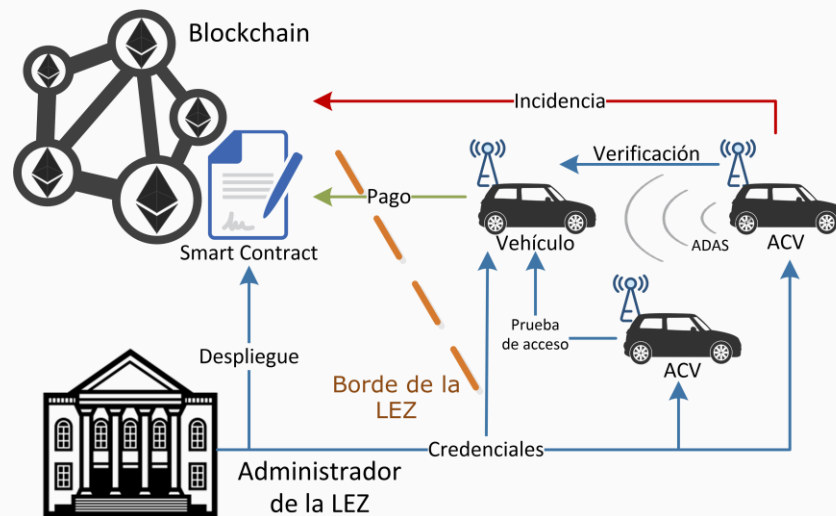 Blockchain
Incidencia
Verificación
Pago
ADAS
Vehículo
ACV
Smart Contract
Prueba
de acceso
Despliegue
ACV
Borde de la
LEZ
Credenciales
Administrador
de la LEZ